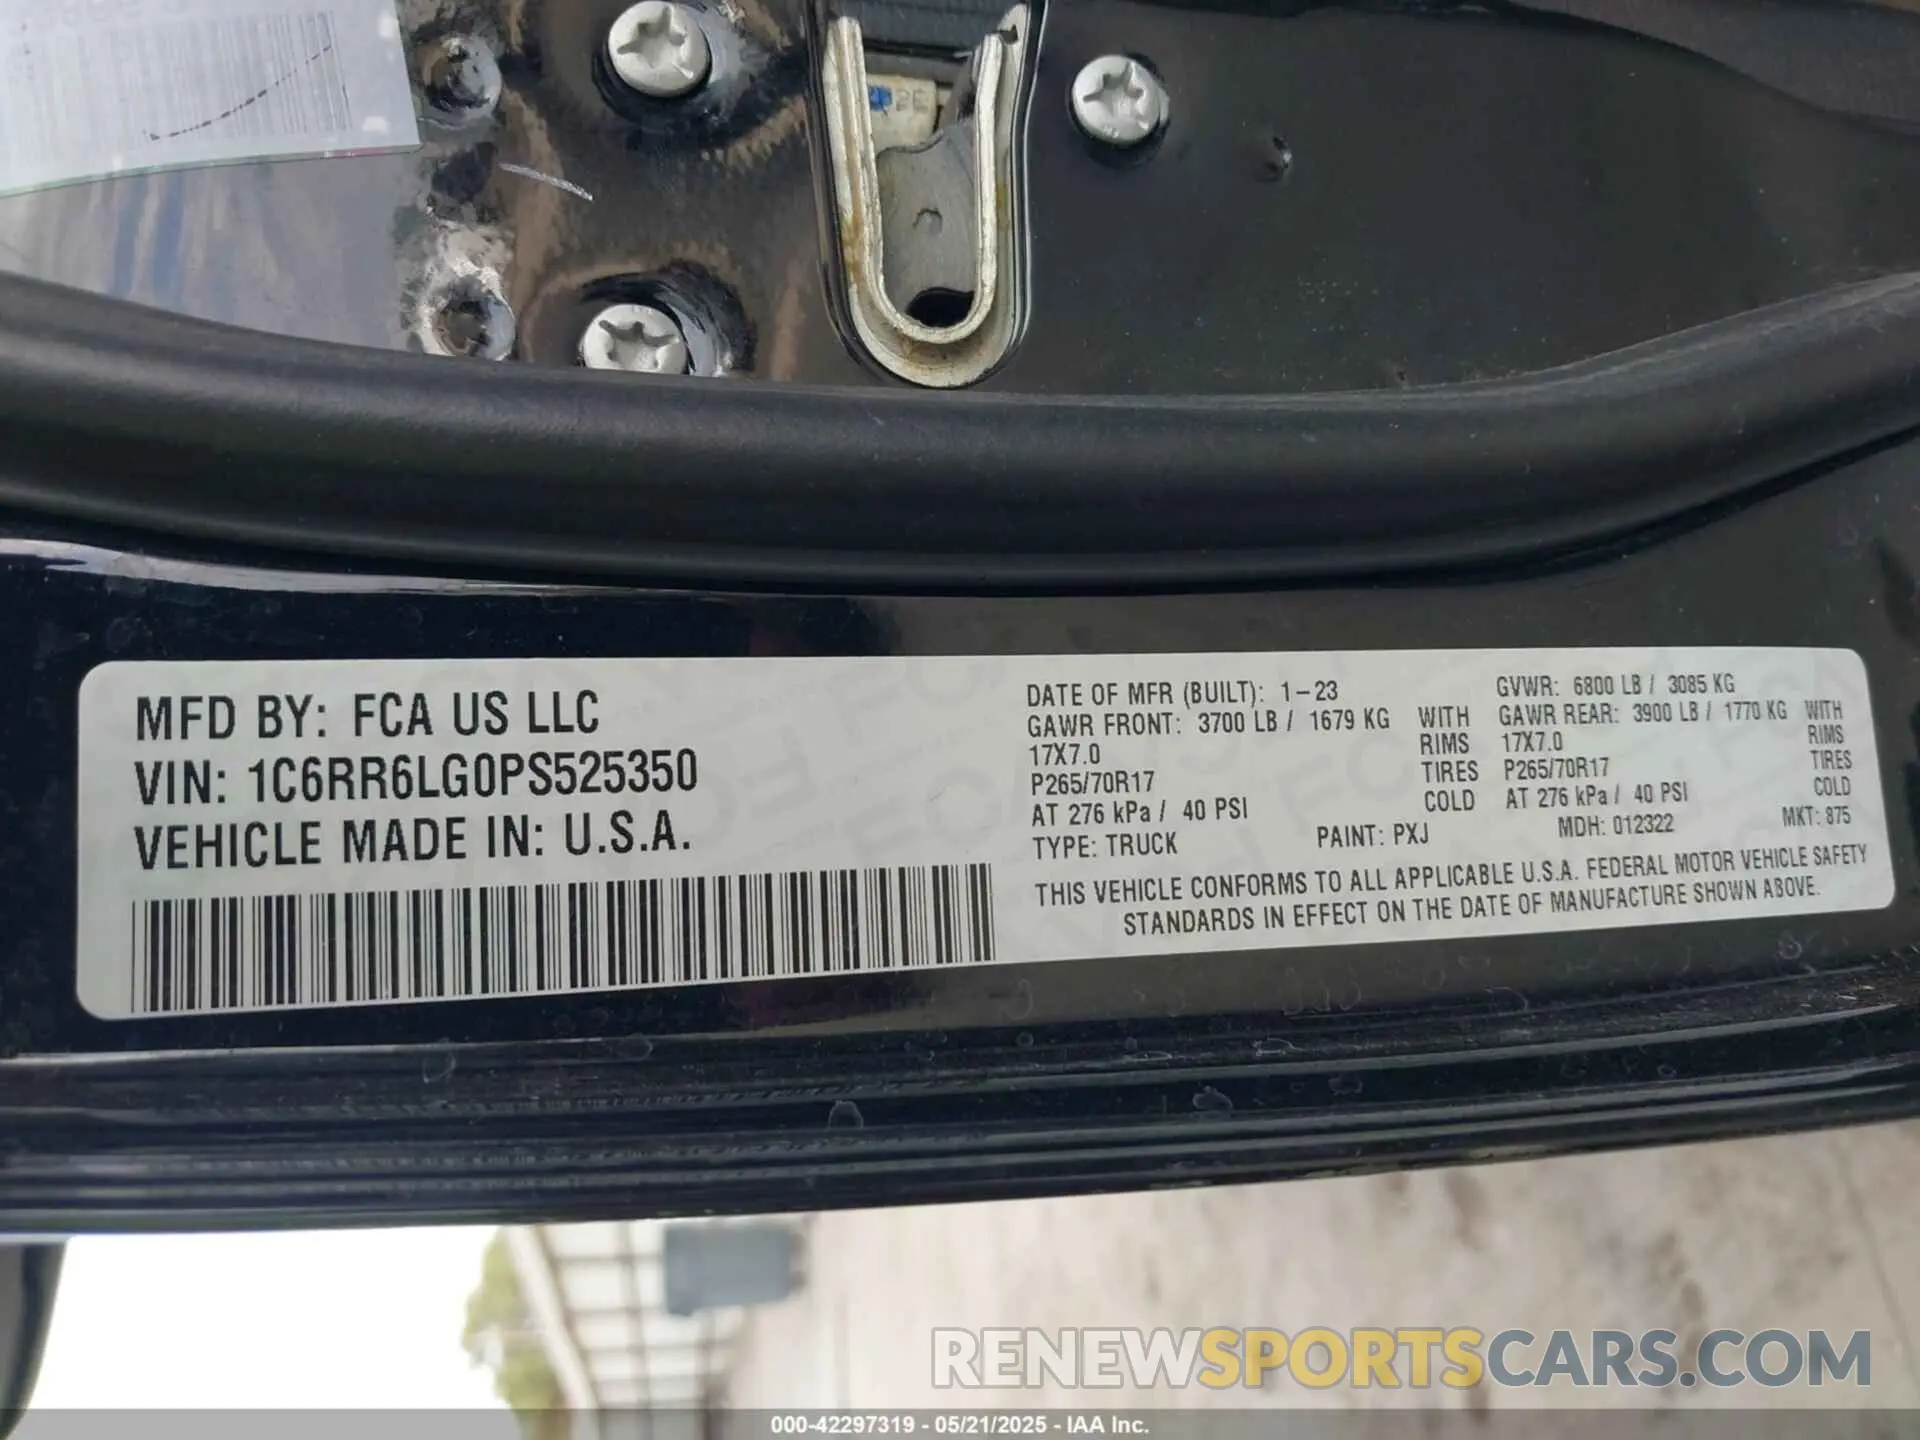 MFD BY: FCA US LLC
VIN: 1C6RR6LG0PS525350
VEHICLE MADE IN: U.S.A.
DATE OF MFR (BUILT): 1-23
GVWR: 6800 LB / 3085 KG
GAWR FRONT: 3700 LB / 1679 KG WITH
17X7.0 RIMS
P265/70R17 TIRES
AT 276 kPa / 40 PSI COLD
GAWR REAR: 3900 LB / 1770 KG WITH
17X7.0 RIMS
P265/70R17 TIRES
AT 276 kPa / 40 PSI COLD
TYPE: TRUCK PAINT: PXJ MDH: 012322 MKT: 875
THIS VEHICLE CONFORMS TO ALL APPLICABLE U.S.A. FEDERAL MOTOR VEHICLE SAFETY
STANDARDS IN EFFECT ON THE DATE OF MANUFACTURE SHOWN ABOVE.
RENEWSPORTSCARS.COM
000-42297319 - 05/21/2025 - IAA Inc.